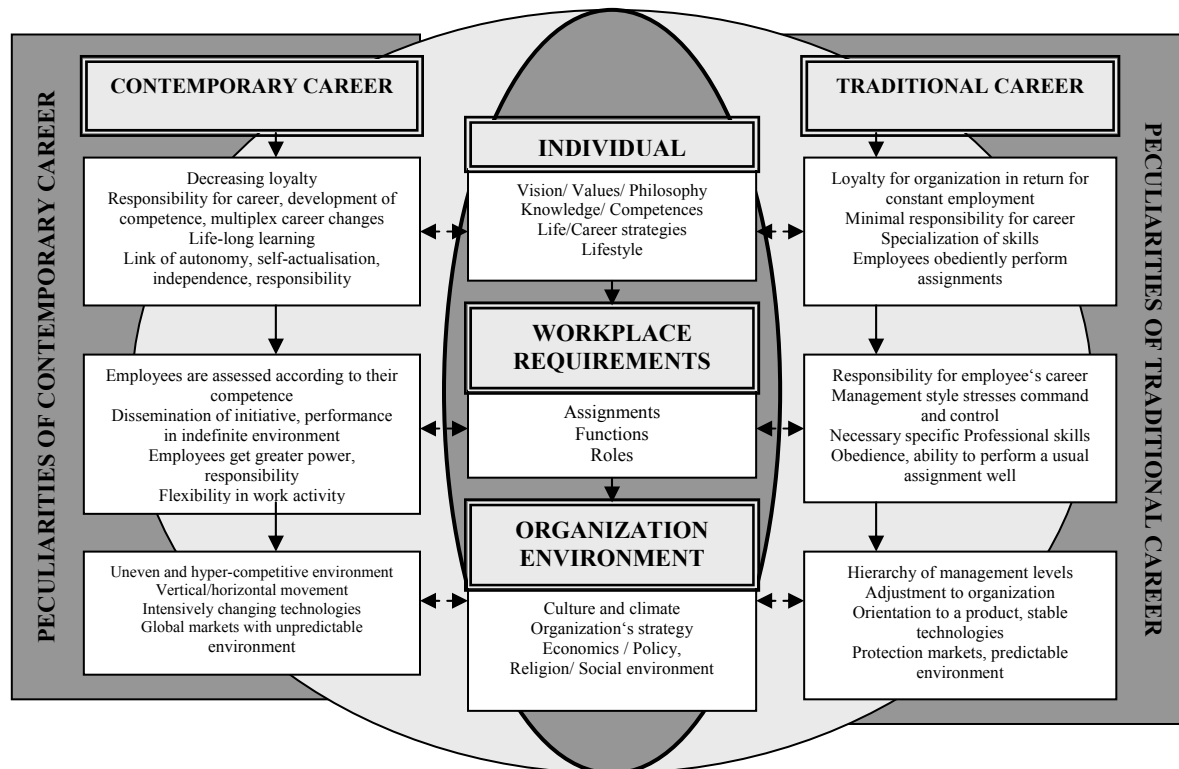 PECULIARITIES OF CONTEMPORARY CAREER
CONTEMPORARY CAREER
Decreasing loyalty
Responsibility for career, development of
competence, multiplex career changes
Life-long learning
Link of autonomy, self-actualisation,
independence, responsibility
Employees are assessed according to their
competence
Dissemination of initiative, performance
in indefinite environment
Employees get greater power,
responsibility
Flexibility in work activity
Uneven and hyper-competitive environment
Vertical/horizontal movement
Intensively changing technologies
Global markets with unpredictable
environment
INDIVIDUAL
Vision/ Values/ Philosophy
Knowledge/ Competences
Life/Career strategies
Lifestyle
WORKPLACE
REQUIREMENTS
Assignments
Functions
Roles
ORGANIZATION
ENVIRONMENT
Culture and climate
Organization‘s strategy
Economics / Policy,
Religion/ Social environment
TRADITIONAL CAREER
Loyalty for organization in return for
constant employment
Minimal responsibility for career
Specialization of skills
Employees obediently perform
assignments
Responsibility for employee‘s career
Management style stresses command
and control
Necessary specific Professional skills
Obedience, ability to perform a usual
assignment well
Hierarchy of management levels
Adjustment to organization
Orientation to a product, stable
technologies
Protection markets, predictable
environment
PECULIARITIES OF TRADITIONAL CAREER